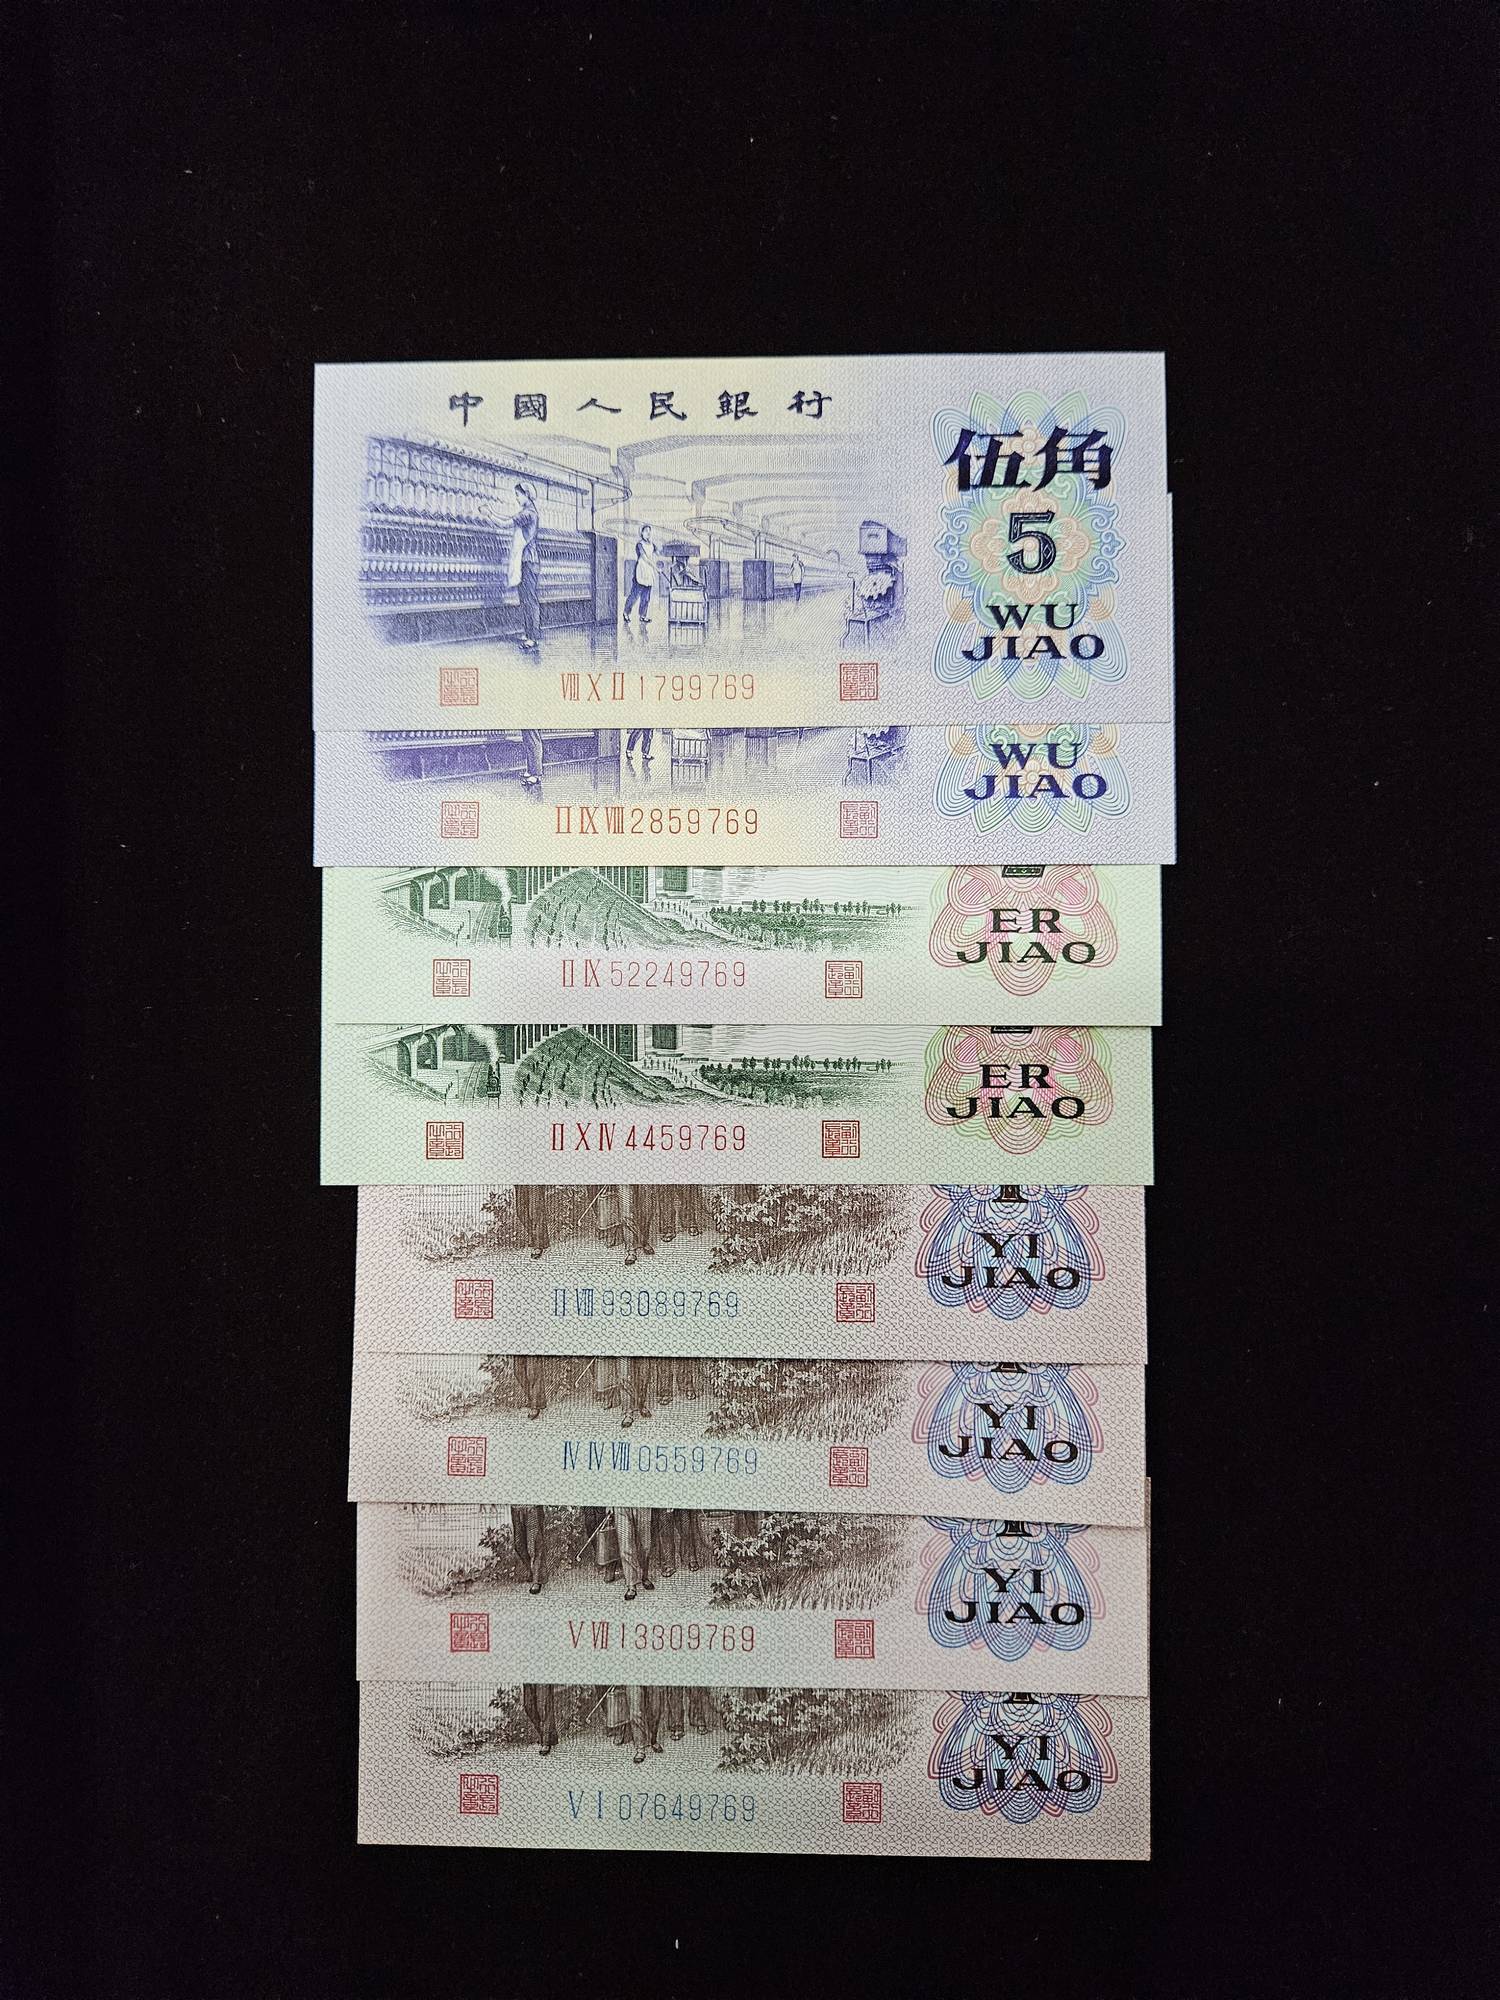 中國人民銀行
伍角
5
WU
JIAO
VIII X II 1799769
WU
JIAO
II IX VIII 2859769
ER
JIAO
II IX 52249769
ER
JIAO
II X IV 4459769
YI
JIAO
II VIII 93089769
YI
JIAO
IV IV VIII 0559769
YI
JIAO
V VII 13309769
YI
JIAO
V I 07649769